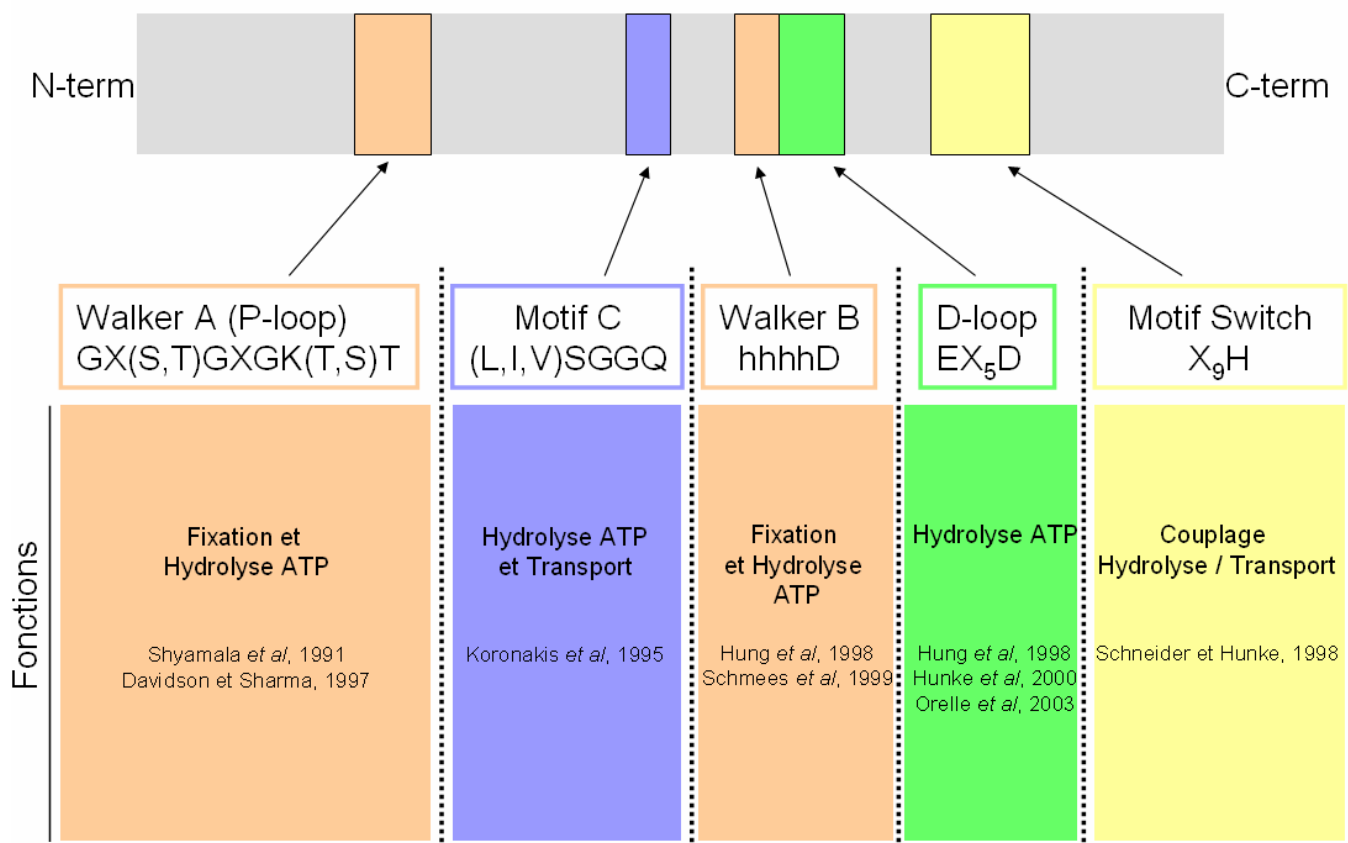 N-term
C-term
Walker A (P-loop)
GX(S,T)GXGK(T,S)T
Motif C
(L,I,V)SGGQ
Walker B
hhhhD
D-loop
EX₅D
Motif Switch
X₉H
Fonctions
Fixation et
Hydrolyse ATP
Shyamala et al, 1991
Davidson et Sharma, 1997
Hydrolyse ATP
et Transport
Koronakis et al, 1995
Fixation
et Hydrolyse
ATP
Hung et al, 1998
Schmees et al, 1999
Hydrolyse ATP
Hung et al, 1998
Hunke et al, 2000
Orelle et al, 2003
Couplage
Hydrolyse / Transport
Schneider et Hunke, 1998